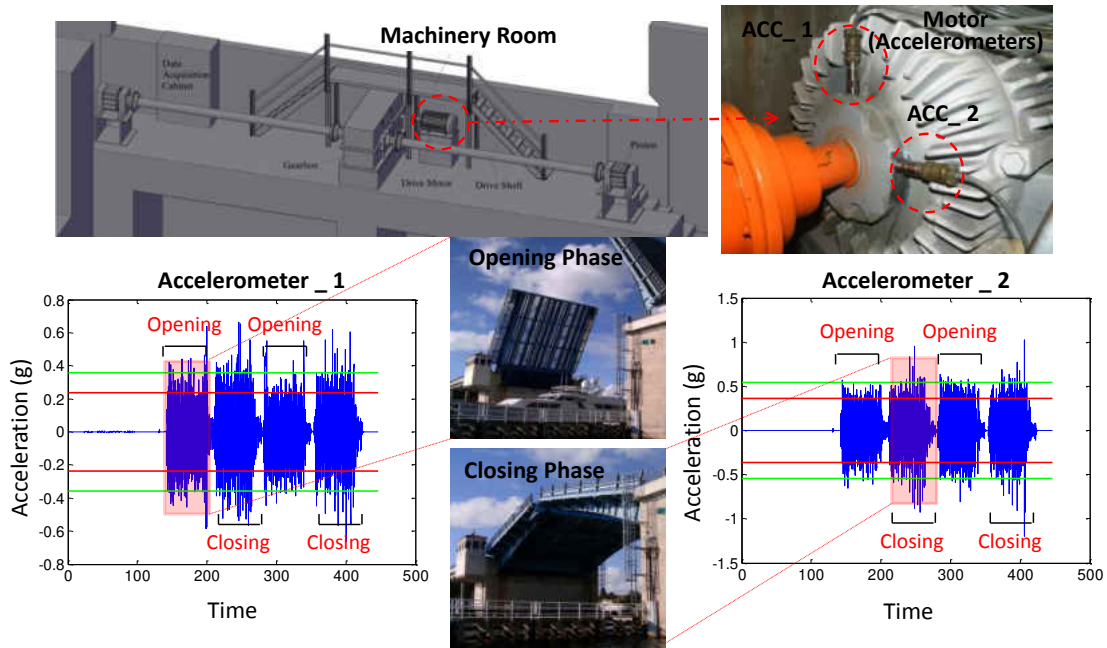 Machinery Room
Data
Acquisition
Cabinet
Gearbox
Drive Motor
Drive Shaft
Pinion
ACC_ 1
Motor
(Accelerometers)
ACC_ 2
Accelerometer _ 1
Acceleration (g)
0.8
0.6
0.4
0.2
0
-0.2
-0.4
-0.6
-0.8
Opening
Opening
Closing
Closing
0
100
200
300
400
500
Time
Opening Phase
Closing Phase
Accelerometer _ 2
Acceleration (g)
1.5
1
0.5
0
-0.5
-1
-1.5
Opening
Opening
Closing
Closing
0
100
200
300
400
500
Time